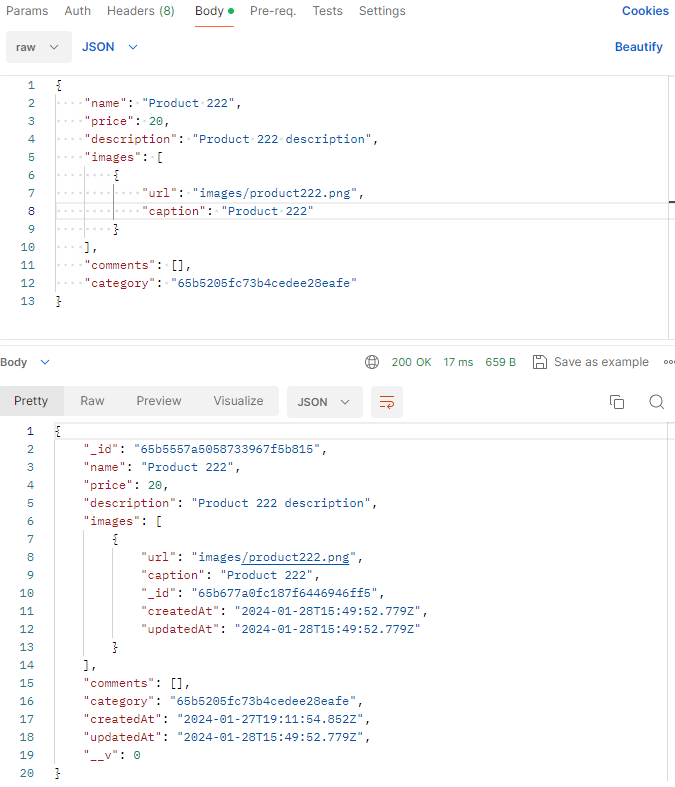 Params Auth Headers (8) Body Pre-req. Tests Settings Cookies
raw JSON Beautify
1 {
2 "name": "Product 222",
3 "price": 20,
4 "description": "Product 222 description",
5 "images": [
6 {
7 "url": "images/product222.png",
8 "caption": "Product 222"
9 }
10 ],
11 "comments": [],
12 "category": "65b5205fc73b4cedee28eafe"
13 }
Body 200 OK 17 ms 659 B Save as example
Pretty Raw Preview Visualize JSON
1 {
2 "_id": "65b5557a5058733967f5b815",
3 "name": "Product 222",
4 "price": 20,
5 "description": "Product 222 description",
6 "images": [
7 {
8 "url": "images/product222.png",
9 "caption": "Product 222",
10 "_id": "65b677a0fc187f6446946ff5",
11 "createdAt": "2024-01-28T15:49:52.779Z",
12 "updatedAt": "2024-01-28T15:49:52.779Z"
13 }
14 ],
15 "comments": [],
16 "category": "65b5205fc73b4cedee28eafe",
17 "createdAt": "2024-01-27T19:11:54.852Z",
18 "updatedAt": "2024-01-28T15:49:52.779Z",
19 "__v": 0
20 }